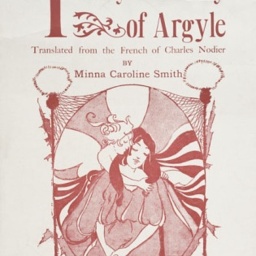 of Argyle
Translated from the French of Charles Nodier
BY
Minna Caroline Smith